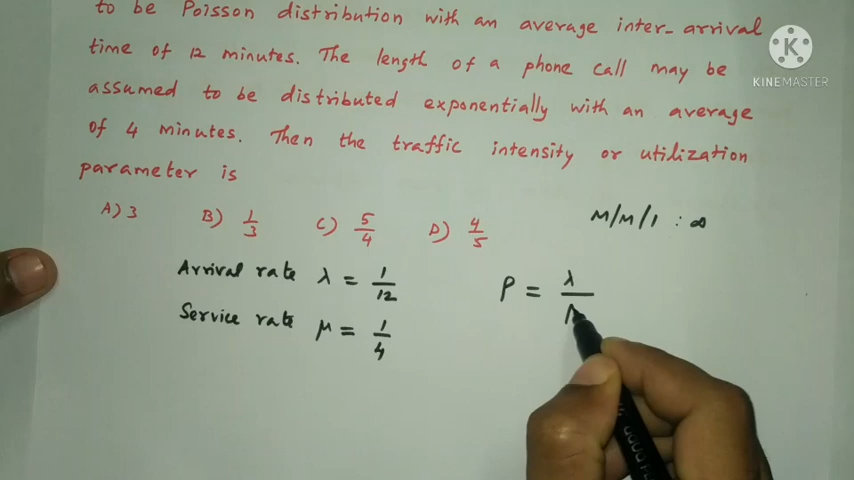 to be Poisson distribution with an average inter-arrival
time of 12 minutes. The length of a phone call may be
assumed to be distributed exponentially with an average
of 4 minutes. Then the traffic intensity or utilization
parameter is
A) 3 B) 1/3 C) 5/4 D) 4/5
M/M/1 : ∞
Arrival rate λ = 1/12
Service rate μ = 1/4
ρ = λ/
K
KINEMASTER